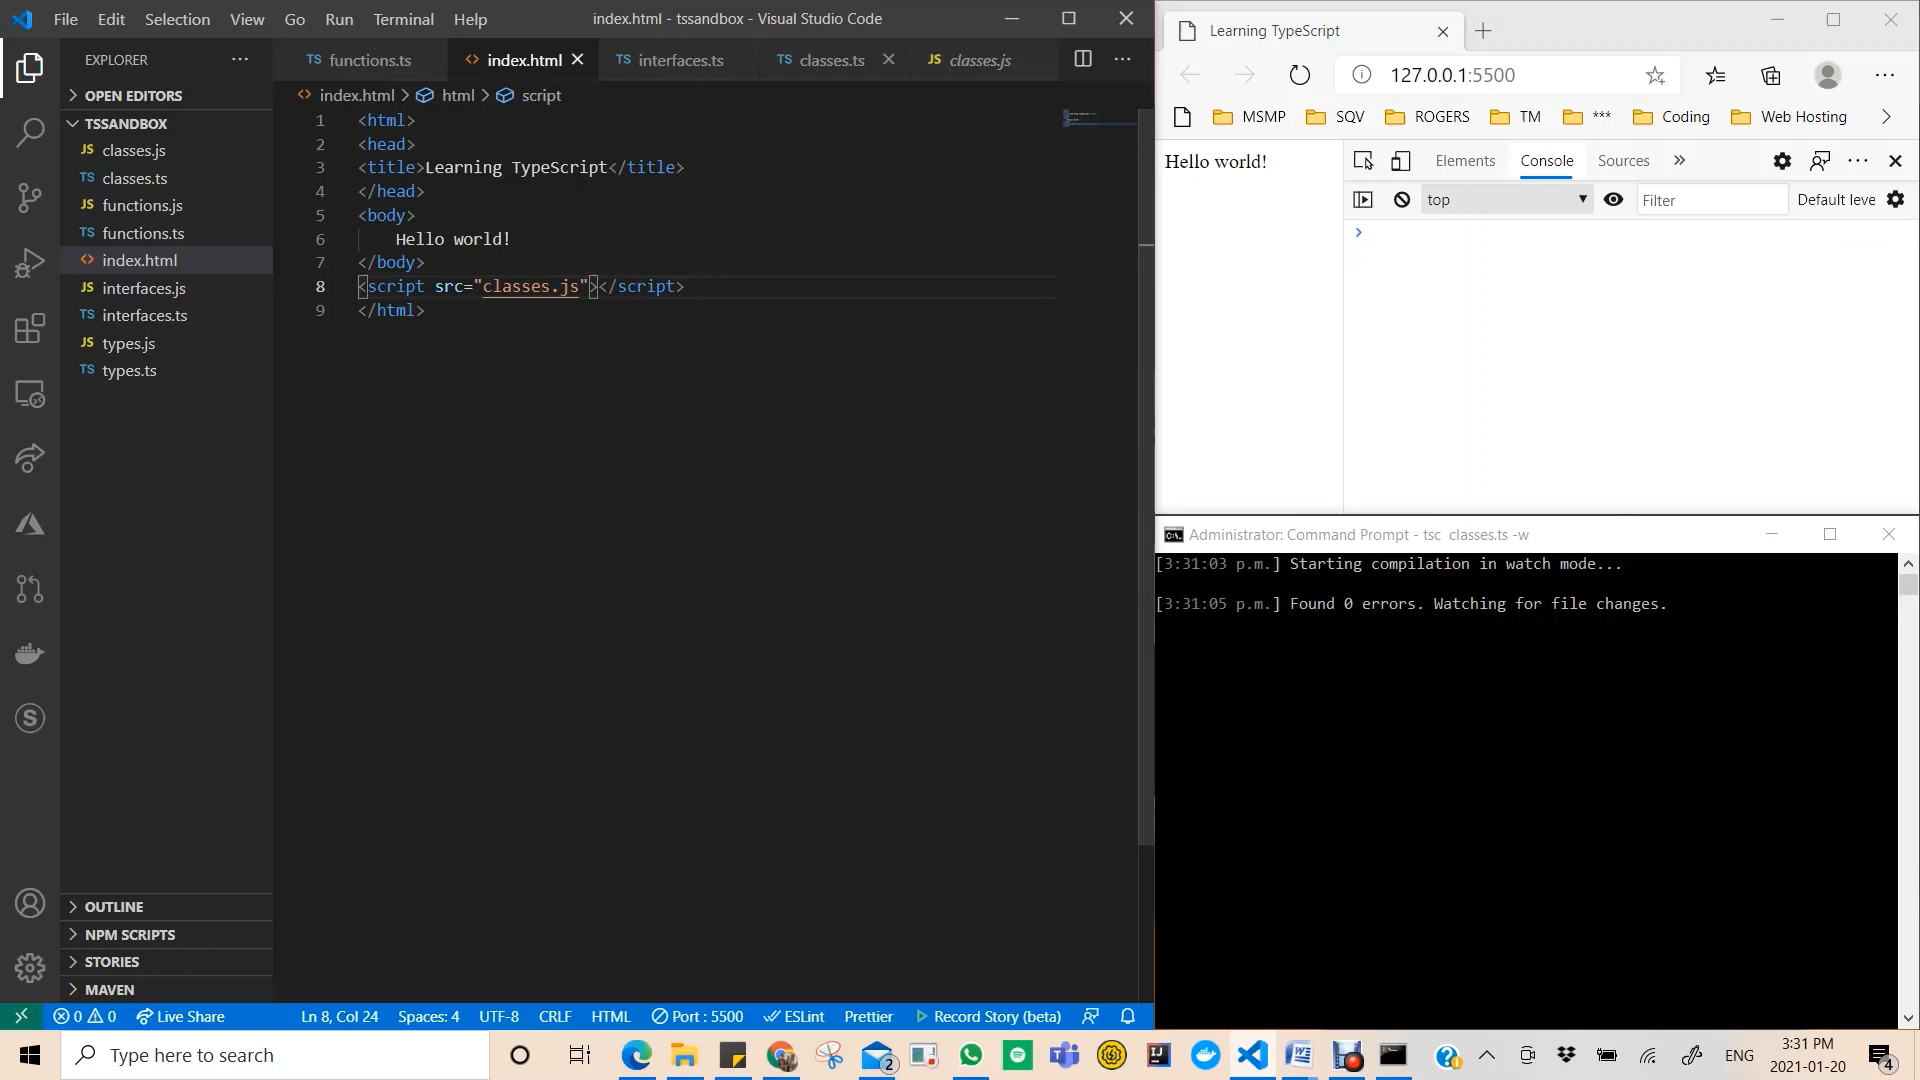 File Edit Selection View Go Run Terminal Help
index.html - tssandbox - Visual Studio Code
EXPLORER
OPEN EDITORS
TSSANDBOX
JS classes.js
TS classes.ts
JS functions.js
TS functions.ts
<> index.html
JS interfaces.js
TS interfaces.ts
JS types.js
TS types.ts
OUTLINE
NPM SCRIPTS
STORIES
MAVEN
TS functions.ts
<> index.html
TS interfaces.ts
TS classes.ts
JS classes.js
<> index.html > html > script
1 <html>
2 <head>
3 <title>Learning TypeScript</title>
4 </head>
5 <body>
6 Hello world!
7 </body>
8 <script src="classes.js"></script>
9 </html>
0 0 Live Share Ln 8, Col 24 Spaces: 4 UTF-8 CRLF HTML Port : 5500 ESLint Prettier Record Story (beta)
Learning TypeScript
127.0.0.1:5500
MSMP SQV ROGERS TM *** Coding Web Hosting
Hello world!
Elements Console Sources
top Filter Default leve
Administrator: Command Prompt - tsc classes.ts -w
[3:31:03 p.m.] Starting compilation in watch mode...
[3:31:05 p.m.] Found 0 errors. Watching for file changes.
Type here to search
2
ENG
3:31 PM
2021-01-20
4